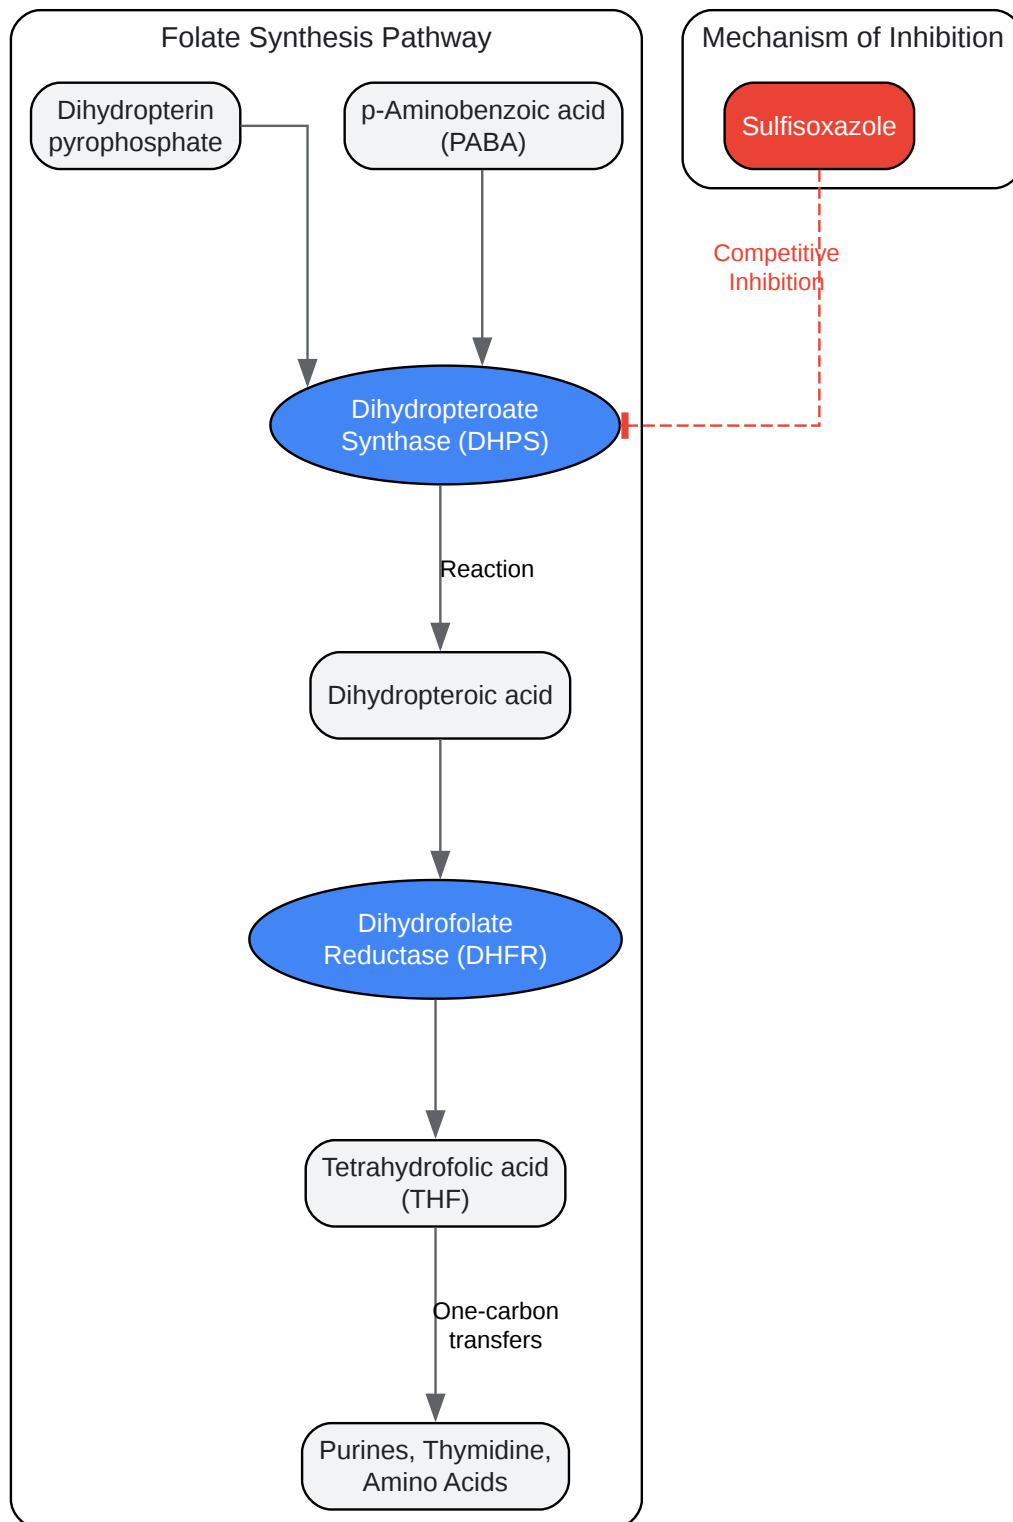 Folate Synthesis Pathway
Mechanism of Inhibition
Dihydropterin
pyrophosphate
p-Aminobenzoic acid
(PABA)
Sulfisoxazole
Competitive
Inhibition
Dihydropteroate
Synthase (DHPS)
Reaction
Dihydropteroic acid
Dihydrofolate
Reductase (DHFR)
Tetrahydrofolic acid
(THF)
One-carbon
transfers
Purines, Thymidine,
Amino Acids